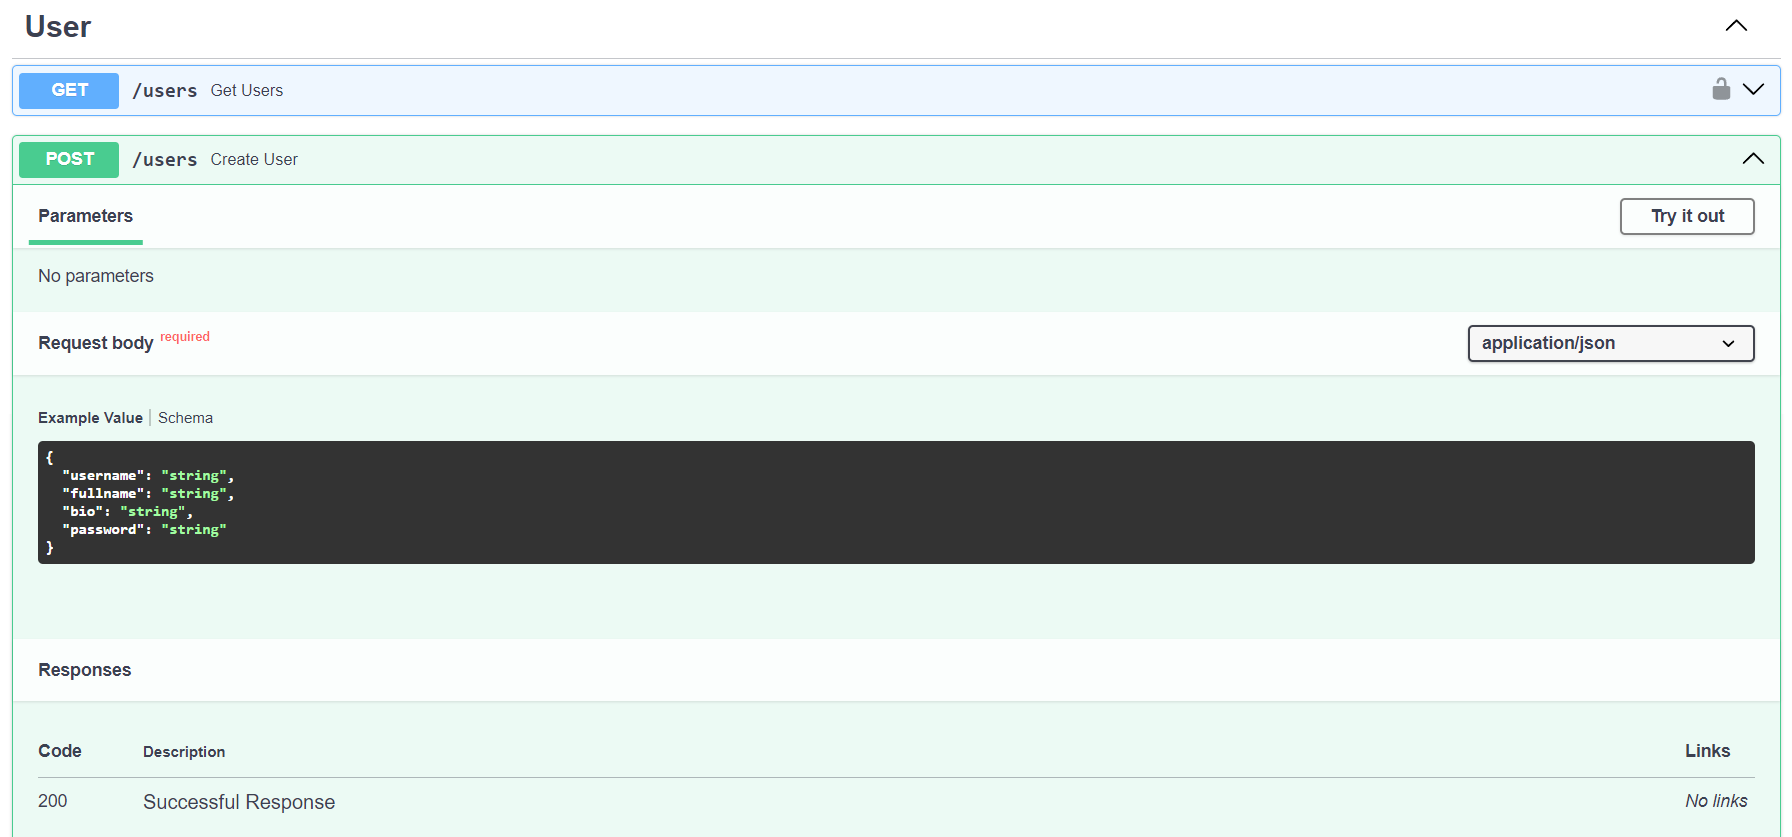 User
GET /users Get Users
POST /users Create User
Parameters
Try it out
No parameters
Request body required
application/json
Example Value | Schema
{
  "username": "string",
  "fullname": "string",
  "bio": "string",
  "password": "string"
}
Responses
Code Description Links
200 Successful Response No links